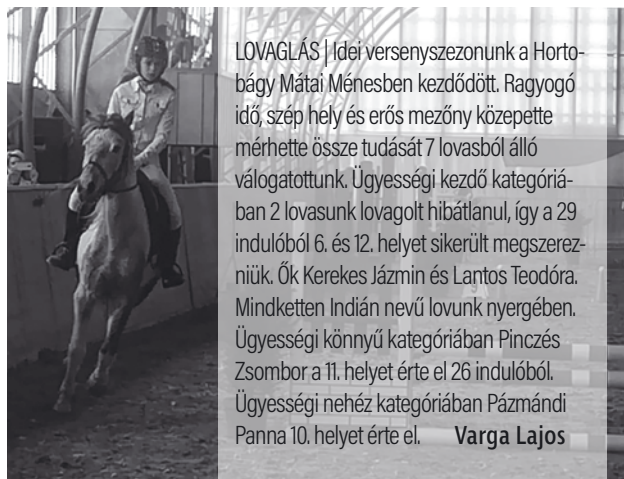 LOVAGLÁS | Idei versenyszezonunk a Horto-
bágy Mátai Ménesben kezdődött. Ragyogó
idő, szép hely és erős mezőny közepette
mérhette össze tudását 7 lovasból álló
válogatottunk. Ügyességi kezdő kategóriá-
ban 2 lovasunk lovagolt hibátlanul, így a 29
indulóból 6. és 12. helyet sikerült megszerez-
niük. Ők Kerekes Jázmin és Lantos Teodóra.
Mindketten Indián nevű lovunk nyergében.
Ügyességi könnyű kategóriában Pinczés
Zsombor a 11. helyet érte el 26 indulóból.
Ügyességi nehéz kategóriában Pázmándi
Panna 10. helyet érte el. Varga Lajos